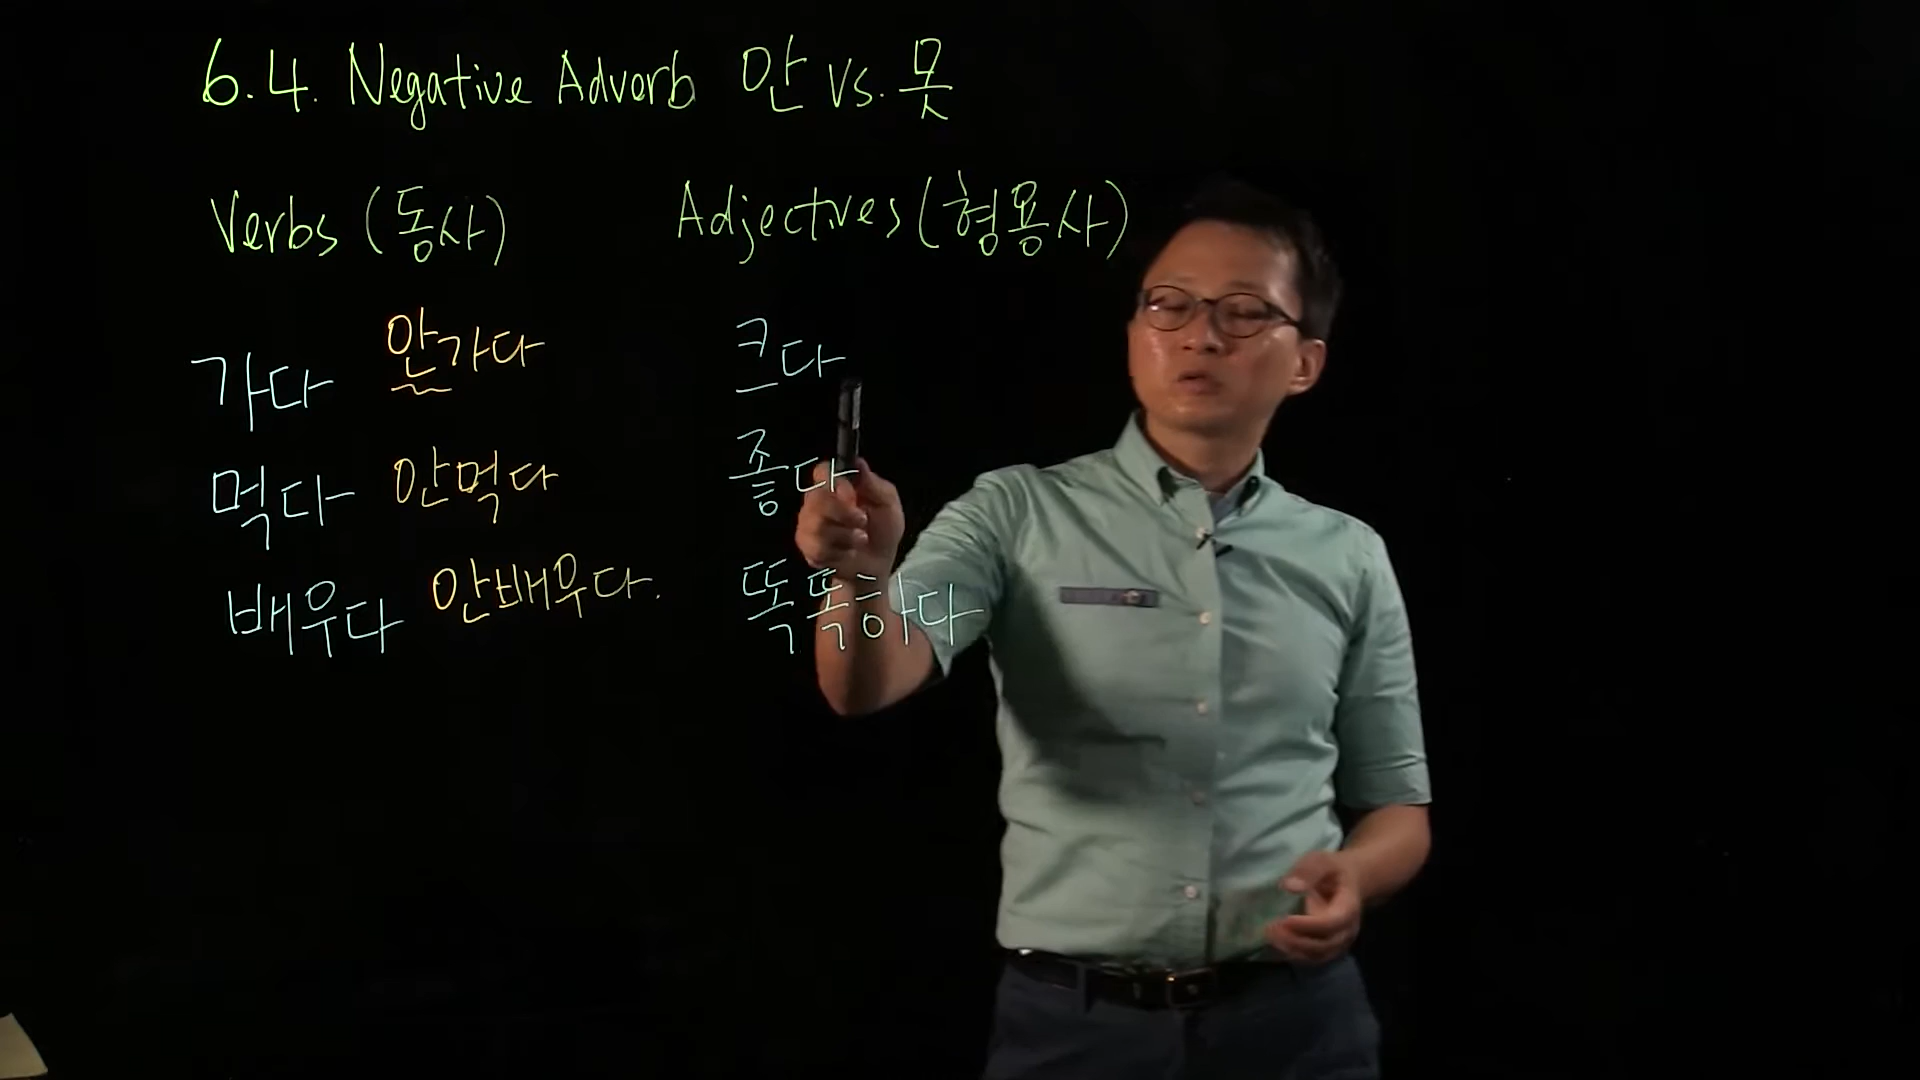 6.4. Negative Adverb 안 vs. 못
Verbs (동사) Adjectives (형용사)
가다 안가다 크다
먹다 안먹다 좋다
배우다 안배우다. 똑똑하다